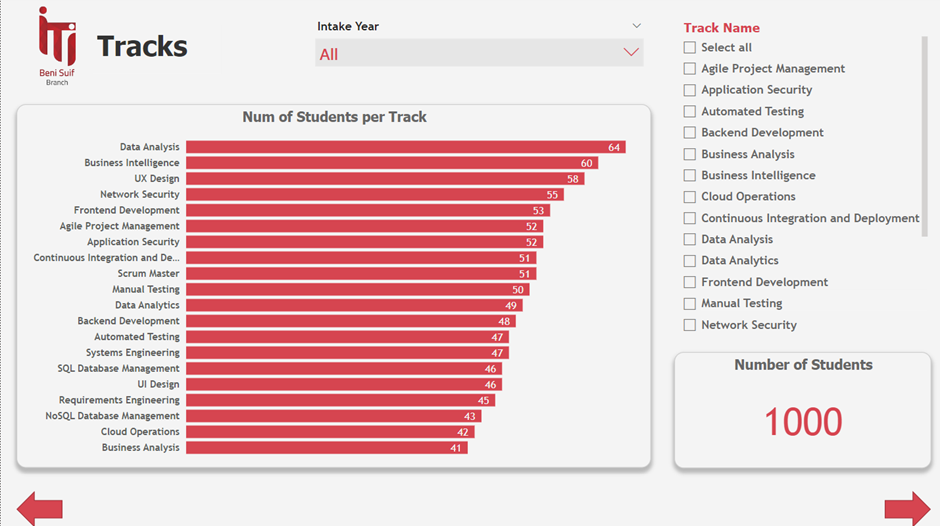 iTi
Beni Suif
Branch
Tracks
Intake Year
All
Num of Students per Track
Data Analysis 64
Business Intelligence 60
UX Design 58
Network Security 55
Frontend Development 53
Agile Project Management 52
Application Security 52
Continuous Integration and De... 51
Scrum Master 51
Manual Testing 50
Data Analytics 49
Backend Development 48
Automated Testing 47
Systems Engineering 47
SQL Database Management 46
UI Design 46
Requirements Engineering 45
NoSQL Database Management 43
Cloud Operations 42
Business Analysis 41
Track Name
Select all
Agile Project Management
Application Security
Automated Testing
Backend Development
Business Analysis
Business Intelligence
Cloud Operations
Continuous Integration and Deployment
Data Analysis
Data Analytics
Frontend Development
Manual Testing
Network Security
Number of Students
1000